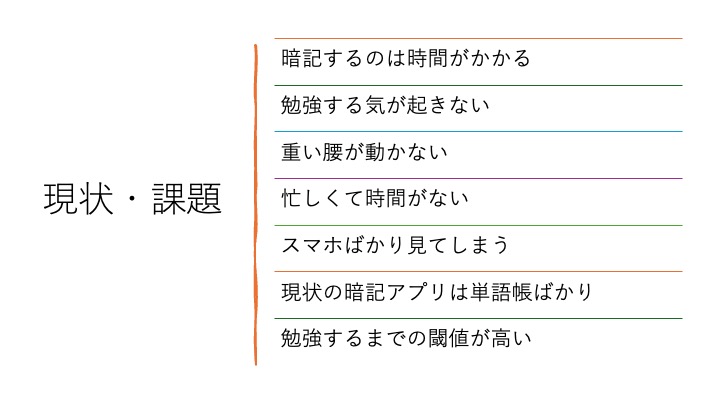 現状・課題
暗記するのは時間がかかる
勉強する気が起きない
重い腰が動かない
忙しくて時間がない
スマホばかり見てしまう
現状の暗記アプリは単語帳ばかり
勉強するまでの閾値が高い